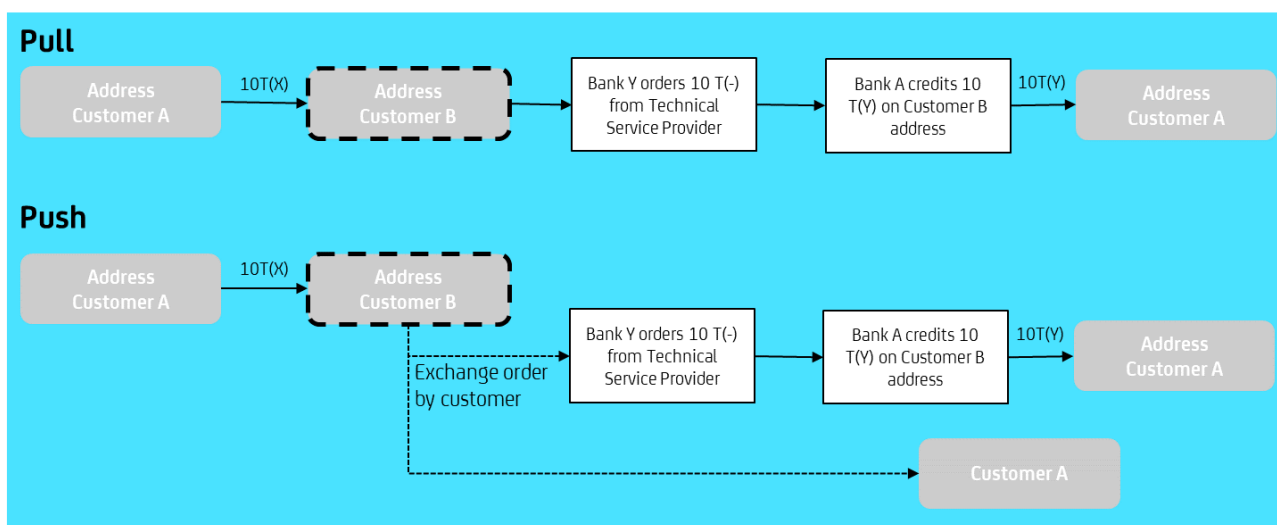 Pull
Address
Customer A
10T(X)
Address
Customer B
Bank Y orders 10 T(-)
from Technical
Service Provider
Bank A credits 10
T(Y) on Customer B
address
10T(Y)
Address
Customer A
Push
Address
Customer A
10T(X)
Address
Customer B
Exchange order
by customer
Bank Y orders 10 T(-)
from Technical
Service Provider
Bank A credits 10
T(Y) on Customer B
address
10T(Y)
Address
Customer A
Customer A